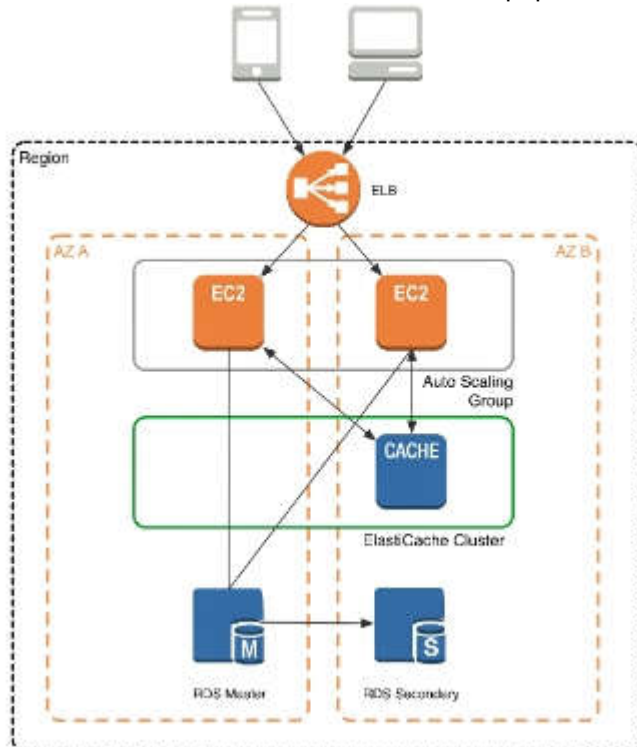 Region
ELB
AZ A
AZ B
EC2
EC2
Auto Scaling
Group
CACHE
ElastiCache Cluster
M
S
RDS Master
RDS Secondary